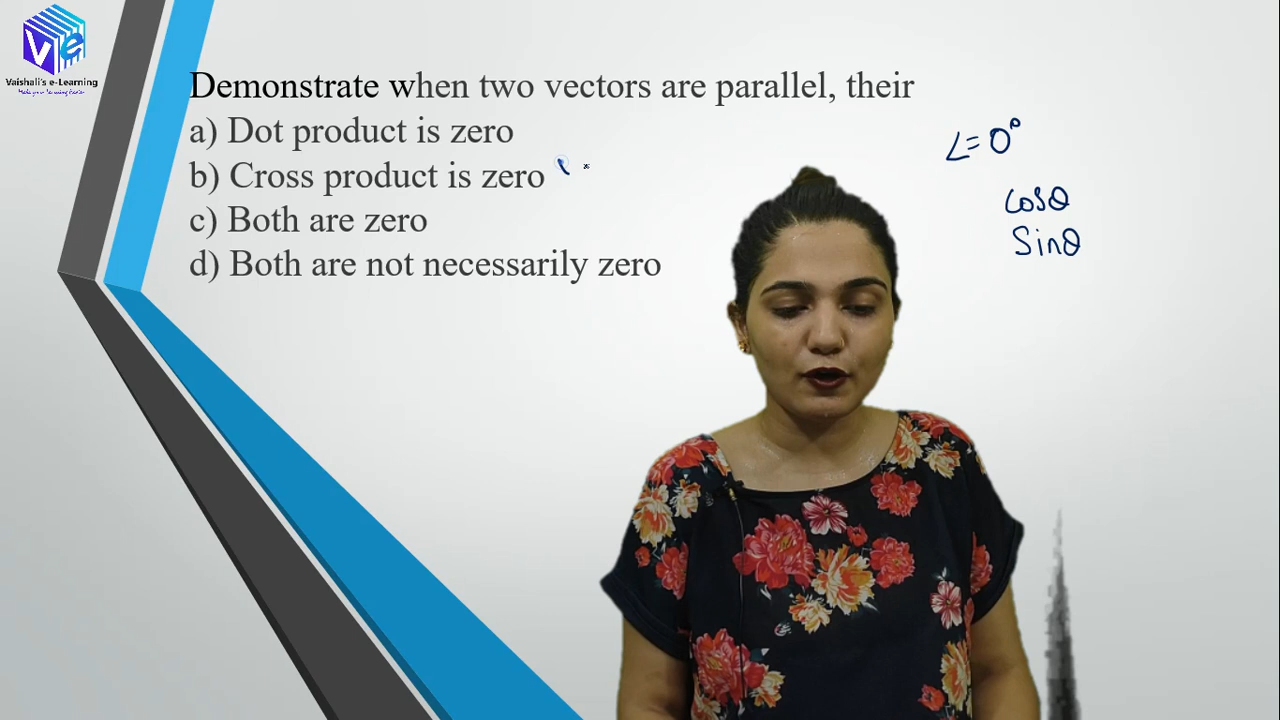 Vaishali's e-Learning
Demonstrate when two vectors are parallel, their
a) Dot product is zero
b) Cross product is zero
c) Both are zero
d) Both are not necessarily zero
∠=0°
cosθ
Sinθ